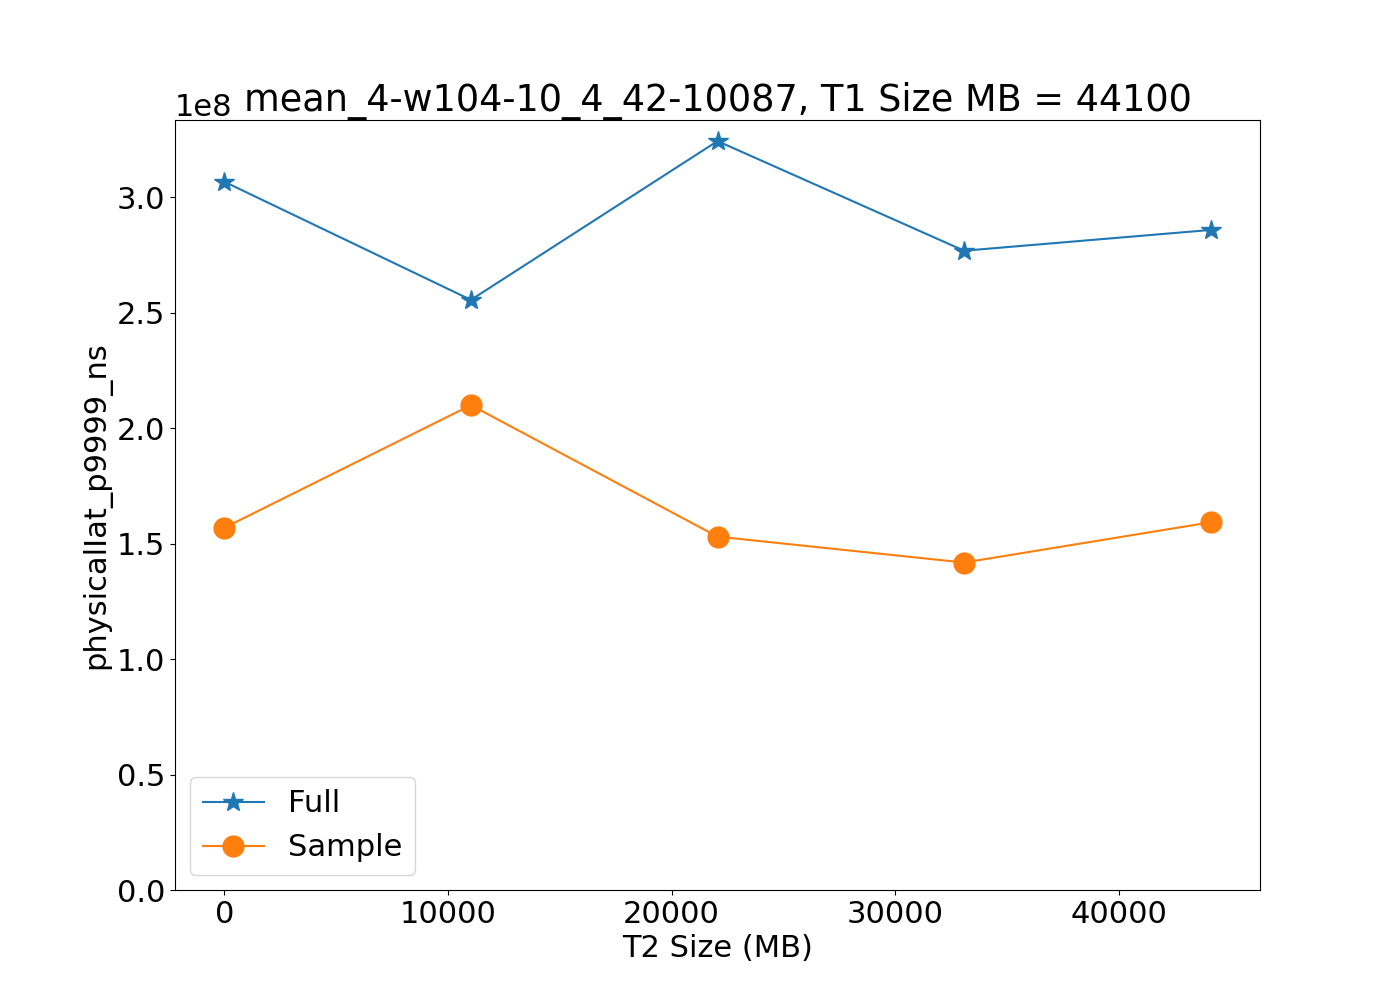 1e8
mean_4-w104-10_4_42-10087, T1 Size MB = 44100
3.0
2.5
2.0
1.5
1.0
0.5
0.0
physicallat_p9999_ns
Full
Sample
0 10000 20000 30000 40000
T2 Size (MB)